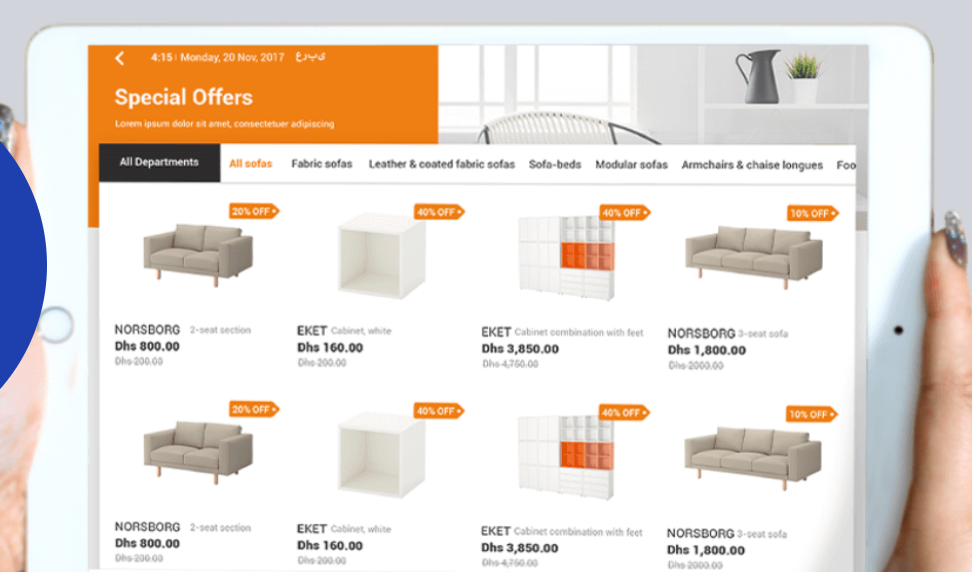 4:15 | Monday, 20 Nov, 2017 ﻯﺏﺭﻉ
Special Offers
Lorem ipsum dolor sit amet, consectetuer adipiscing
All Departments All sofas Fabric sofas Leather & coated fabric sofas Sofa-beds Modular sofas Armchairs & chaise longues Foo
20% OFF 40% OFF 40% OFF 10% OFF
NORSBORG 2-seat section EKET Cabinet, white EKET Cabinet combination with feet NORSBORG 3-seat sofa
Dhs 800.00 Dhs 160.00 Dhs 3,850.00 Dhs 1,800.00
Dhs 200.00 Dhs 200.00 Dhs 4,750.00 Dhs 2000.00
20% OFF 40% OFF 40% OFF 10% OFF
NORSBORG 2-seat section EKET Cabinet, white EKET Cabinet combination with feet NORSBORG 3-seat sofa
Dhs 800.00 Dhs 160.00 Dhs 3,850.00 Dhs 1,800.00
Dhs 200.00 Dhs 200.00 Dhs 4,750.00 Dhs 2000.00